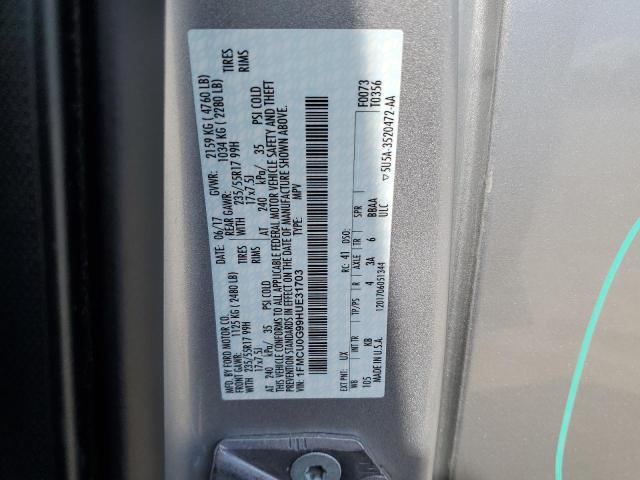 MFD. BY FORD MOTOR CO.
DATE: 06/17 GVWR: 2159 KG ( 4760 LB)
FRONT GAWR: 1125 KG ( 2480 LB) REAR GAWR: 1034 KG ( 2280 LB)
WITH 235/55R17 99H TIRES WITH 235/55R17 99H TIRES
17x7.5J RIMS 17x7.5J RIMS
AT 240 kPa/ 35 PSI COLD AT 240 kPa/ 35 PSI COLD
THIS VEHICLE CONFORMS TO ALL APPLICABLE FEDERAL MOTOR VEHICLE SAFETY AND THEFT
PREVENTION STANDARDS IN EFFECT ON THE DATE OF MANUFACTURE SHOWN ABOVE.
VIN: 1FMCU0G99HUE31703 TYPE: MPV
F0073
T0356
EXT PNT: UX RC: 41 DSO:
WB INT TR TP/PS R AXLE TR SPR
105 KB 4 3A 6 BBAA
MADE IN U.S.A. ULC
1201706051344 ▽5U5A-3520472-AA